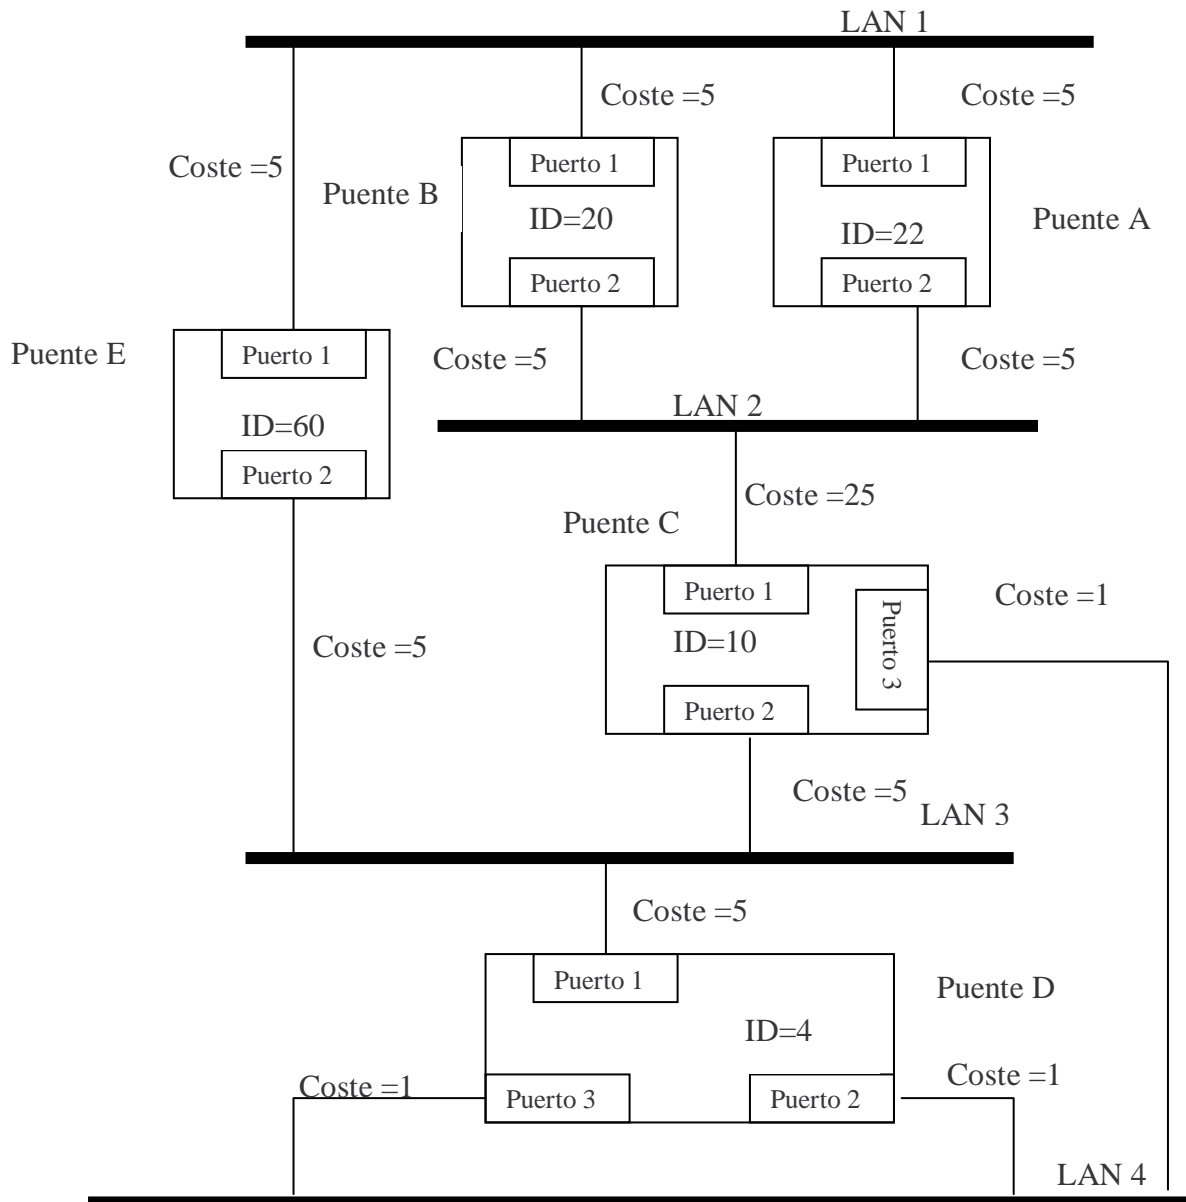 LAN 1
Coste =5
Coste =5
Coste =5
Puerto 1
Puerto 1
Puente B
ID=20
ID=22
Puente A
Puerto 2
Puerto 2
Puente E
Puerto 1
Coste =5
Coste =5
LAN 2
ID=60
Puerto 2
Coste =25
Puente C
Puerto 1
Coste =1
Puerto 3
ID=10
Coste =5
Puerto 2
Coste =5
LAN 3
Coste =5
Puerto 1
Puente D
ID=4
Coste =1
Coste =1
Puerto 3
Puerto 2
LAN 4